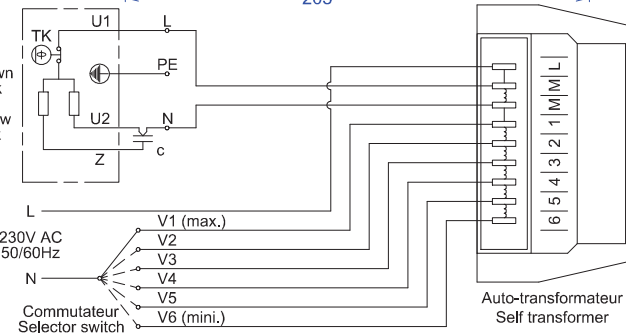 U1
L
TK
PE
U2
N
Z
c
L
230V AC
50/60Hz
N
V1 (max.)
V2
V3
V4
V5
V6 (mini.)
Commutateur
Selector switch
L
M
M
1
2
3
4
5
6
Auto-transformateur
Self transformer